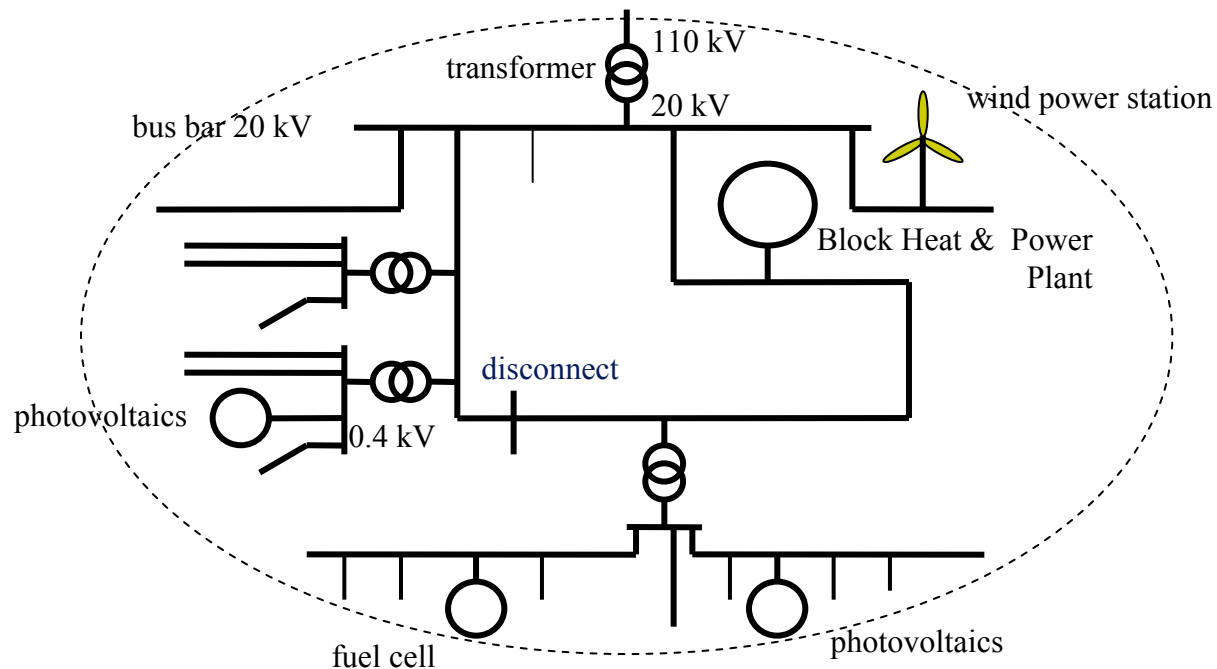 110 kV
transformer
20 kV
wind power station
bus bar 20 kV
Block Heat & Power
Plant
disconnect
photovoltaics
0.4 kV
photovoltaics
fuel cell